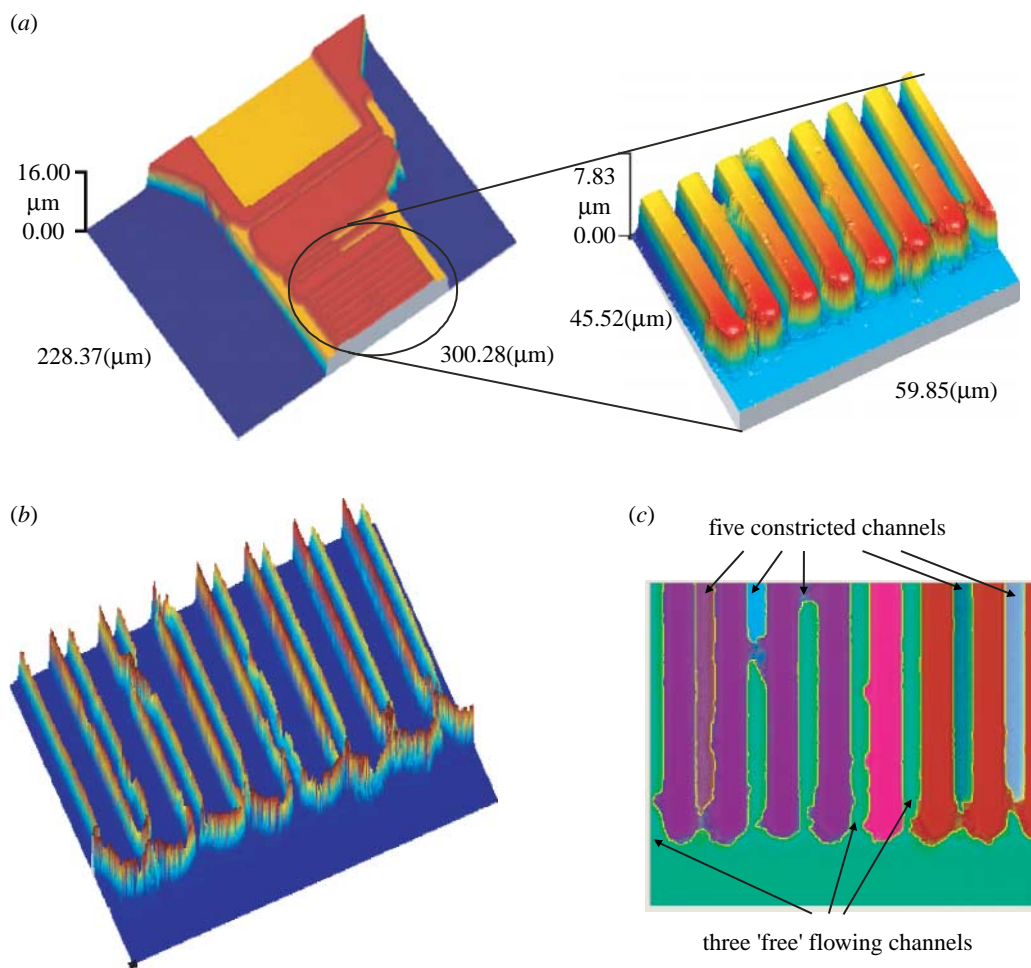 (a)
16.00
μm
0.00
228.37(μm)
300.28(μm)
7.83
μm
0.00
45.52(μm)
59.85(μm)
(b)
(c)
five constricted channels
three 'free' flowing channels